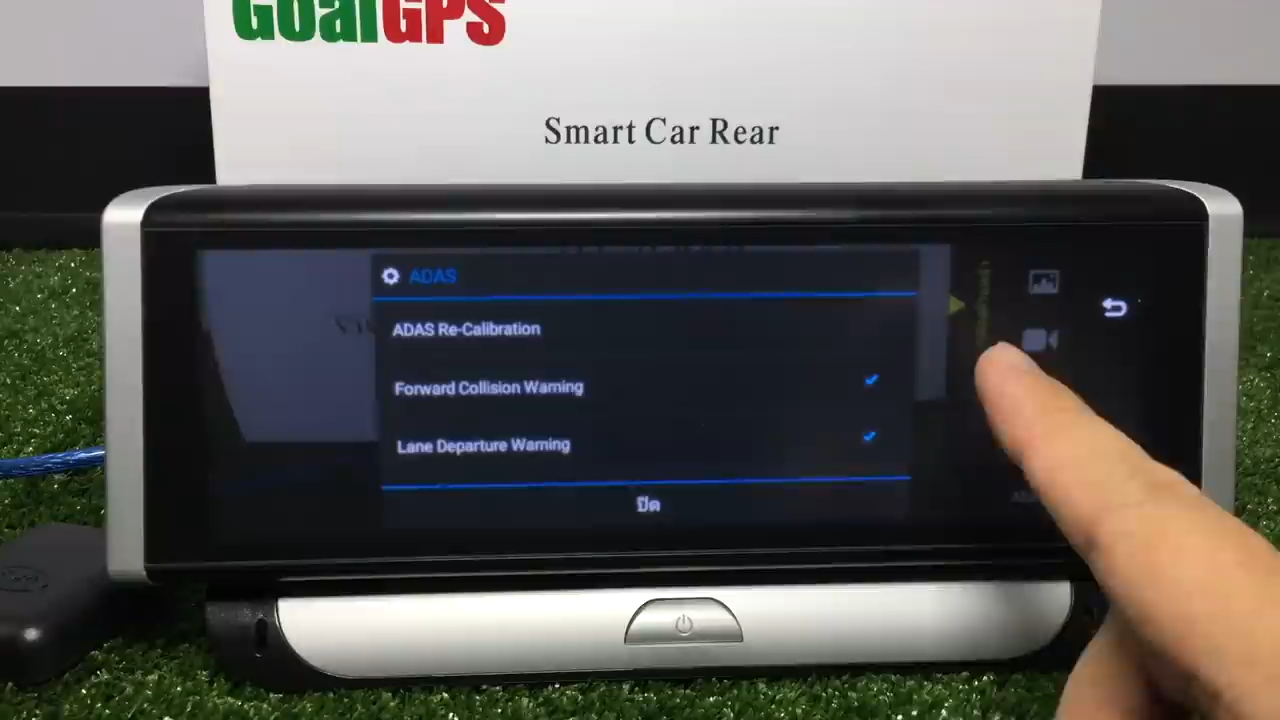 GoalGPS
Smart Car Rear
ADAS
ADAS Re-Calibration
Forward Collision Warning
Lane Departure Warning
ปิด